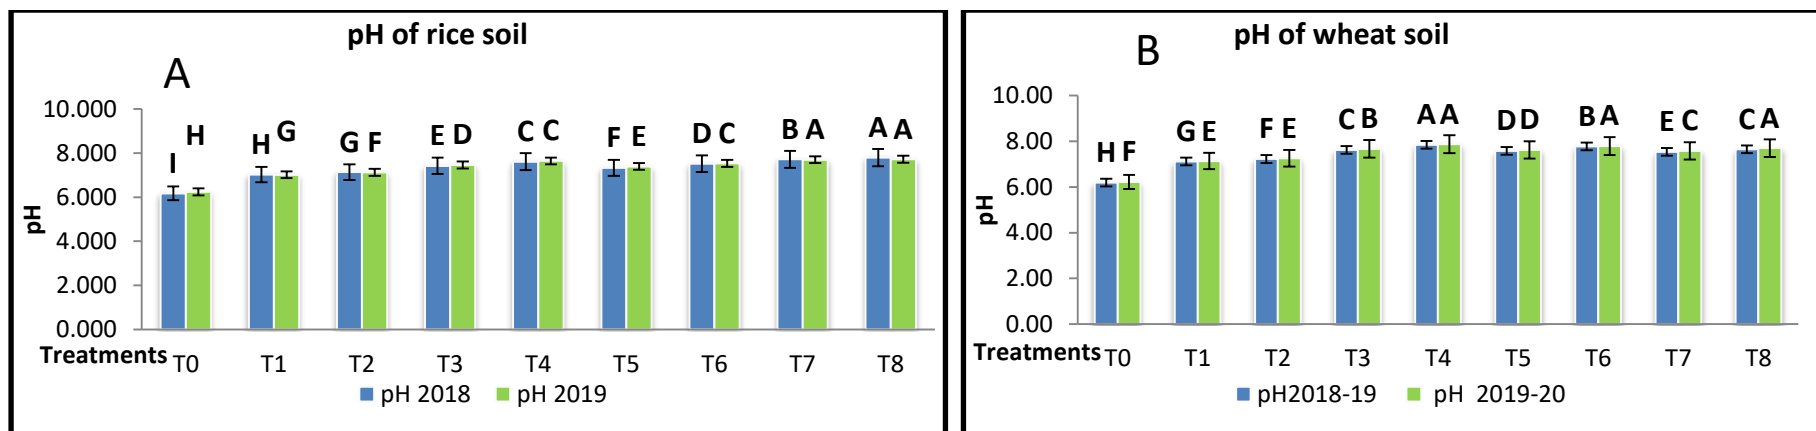 pH of rice soil
A
10.000
8.000
6.000
4.000
2.000
0.000
pH
I H H G G F E D C C F E D C B A A A
Treatments T0 T1 T2 T3 T4 T5 T6 T7 T8
pH 2018 pH 2019
pH of wheat soil
B
10.00
8.00
6.00
4.00
2.00
0.00
pH
H F G E F E C B A A D D B A E C C A
Treatments T0 T1 T2 T3 T4 T5 T6 T7 T8
pH2018-19 pH 2019-20